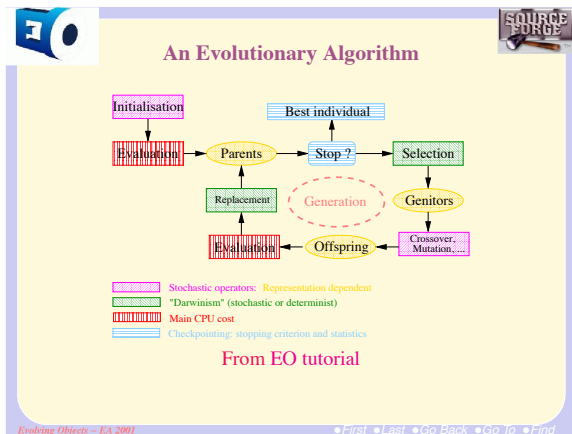 SOURCE
FORGE
An Evolutionary Algorithm
Initialisation
Best individual
Evaluation
Parents
Stop ?
Selection
Replacement
Generation
Genitors
Evaluation
Offspring
Crossover,
Mutation, ...
Stochastic operators: Representation dependent
"Darwinism" (stochastic or determinist)
Main CPU cost
Checkpointing: stopping criterion and statistics
From EO tutorial
Evolving Objects – EA 2001
●First ●Last ●Go Back ●Go To ●Find